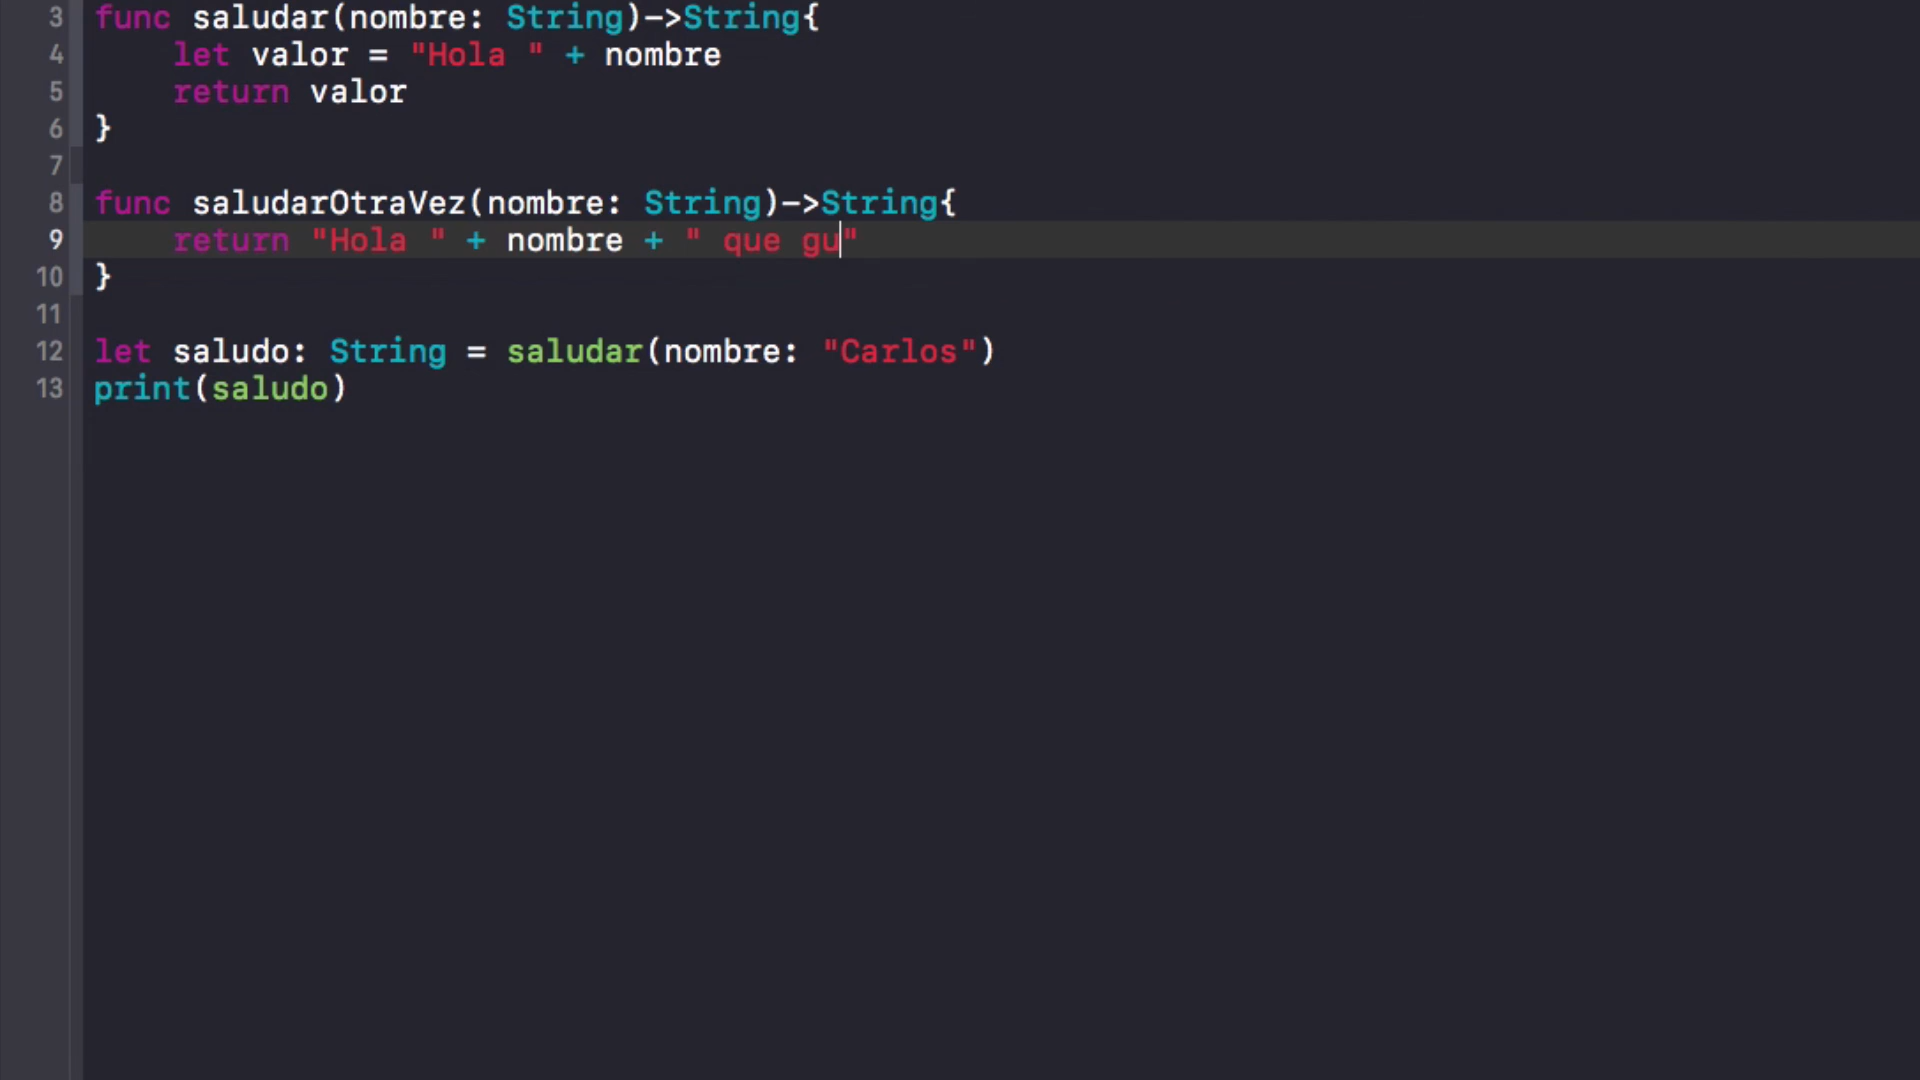 3 func saludar(nombre: String)->String{
4 let valor = "Hola " + nombre
5 return valor
6 }
7
8 func saludarOtraVez(nombre: String)->String{
9 return "Hola " + nombre + " que gu"
10 }
11
12 let saludo: String = saludar(nombre: "Carlos")
13 print(saludo)